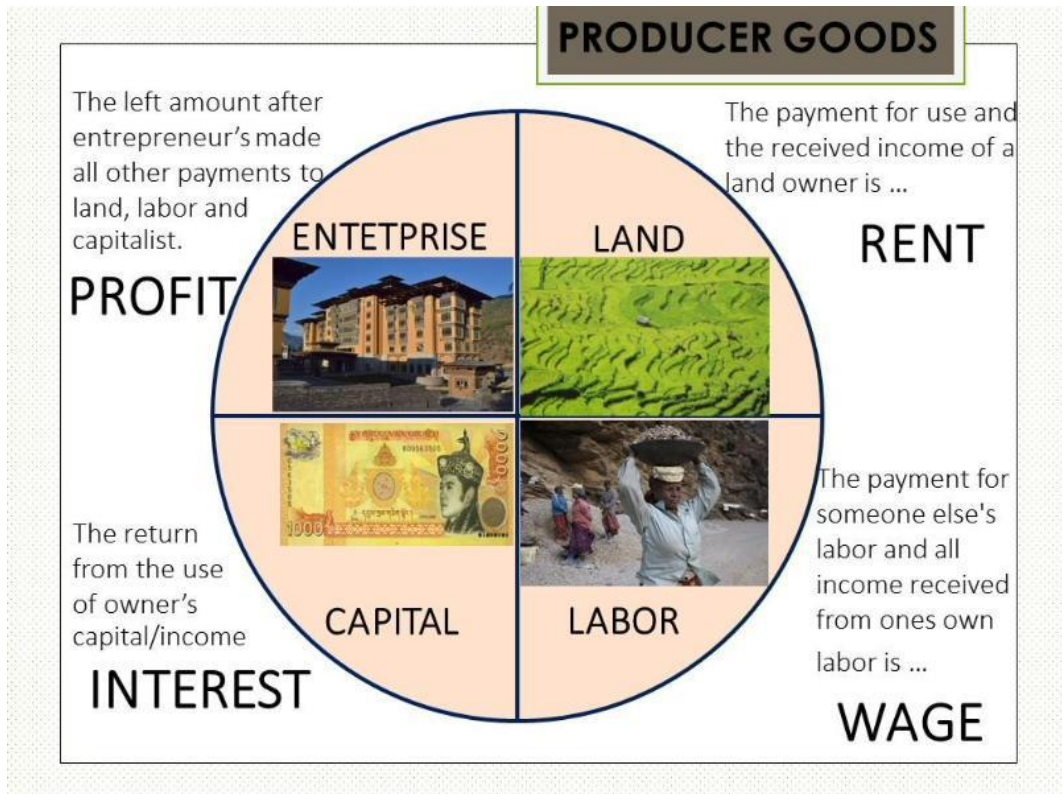 PRODUCER GOODS
The left amount after
entrepreneur's made
all other payments to
land, labor and
capitalist.
PROFIT
ENTETPRISE
LAND
The payment for use and
the received income of a
land owner is ...
RENT
1000
The return
from the use
of owner's
capital/income
INTEREST
CAPITAL
LABOR
The payment for
someone else's
labor and all
income received
from ones own
labor is ...
WAGE